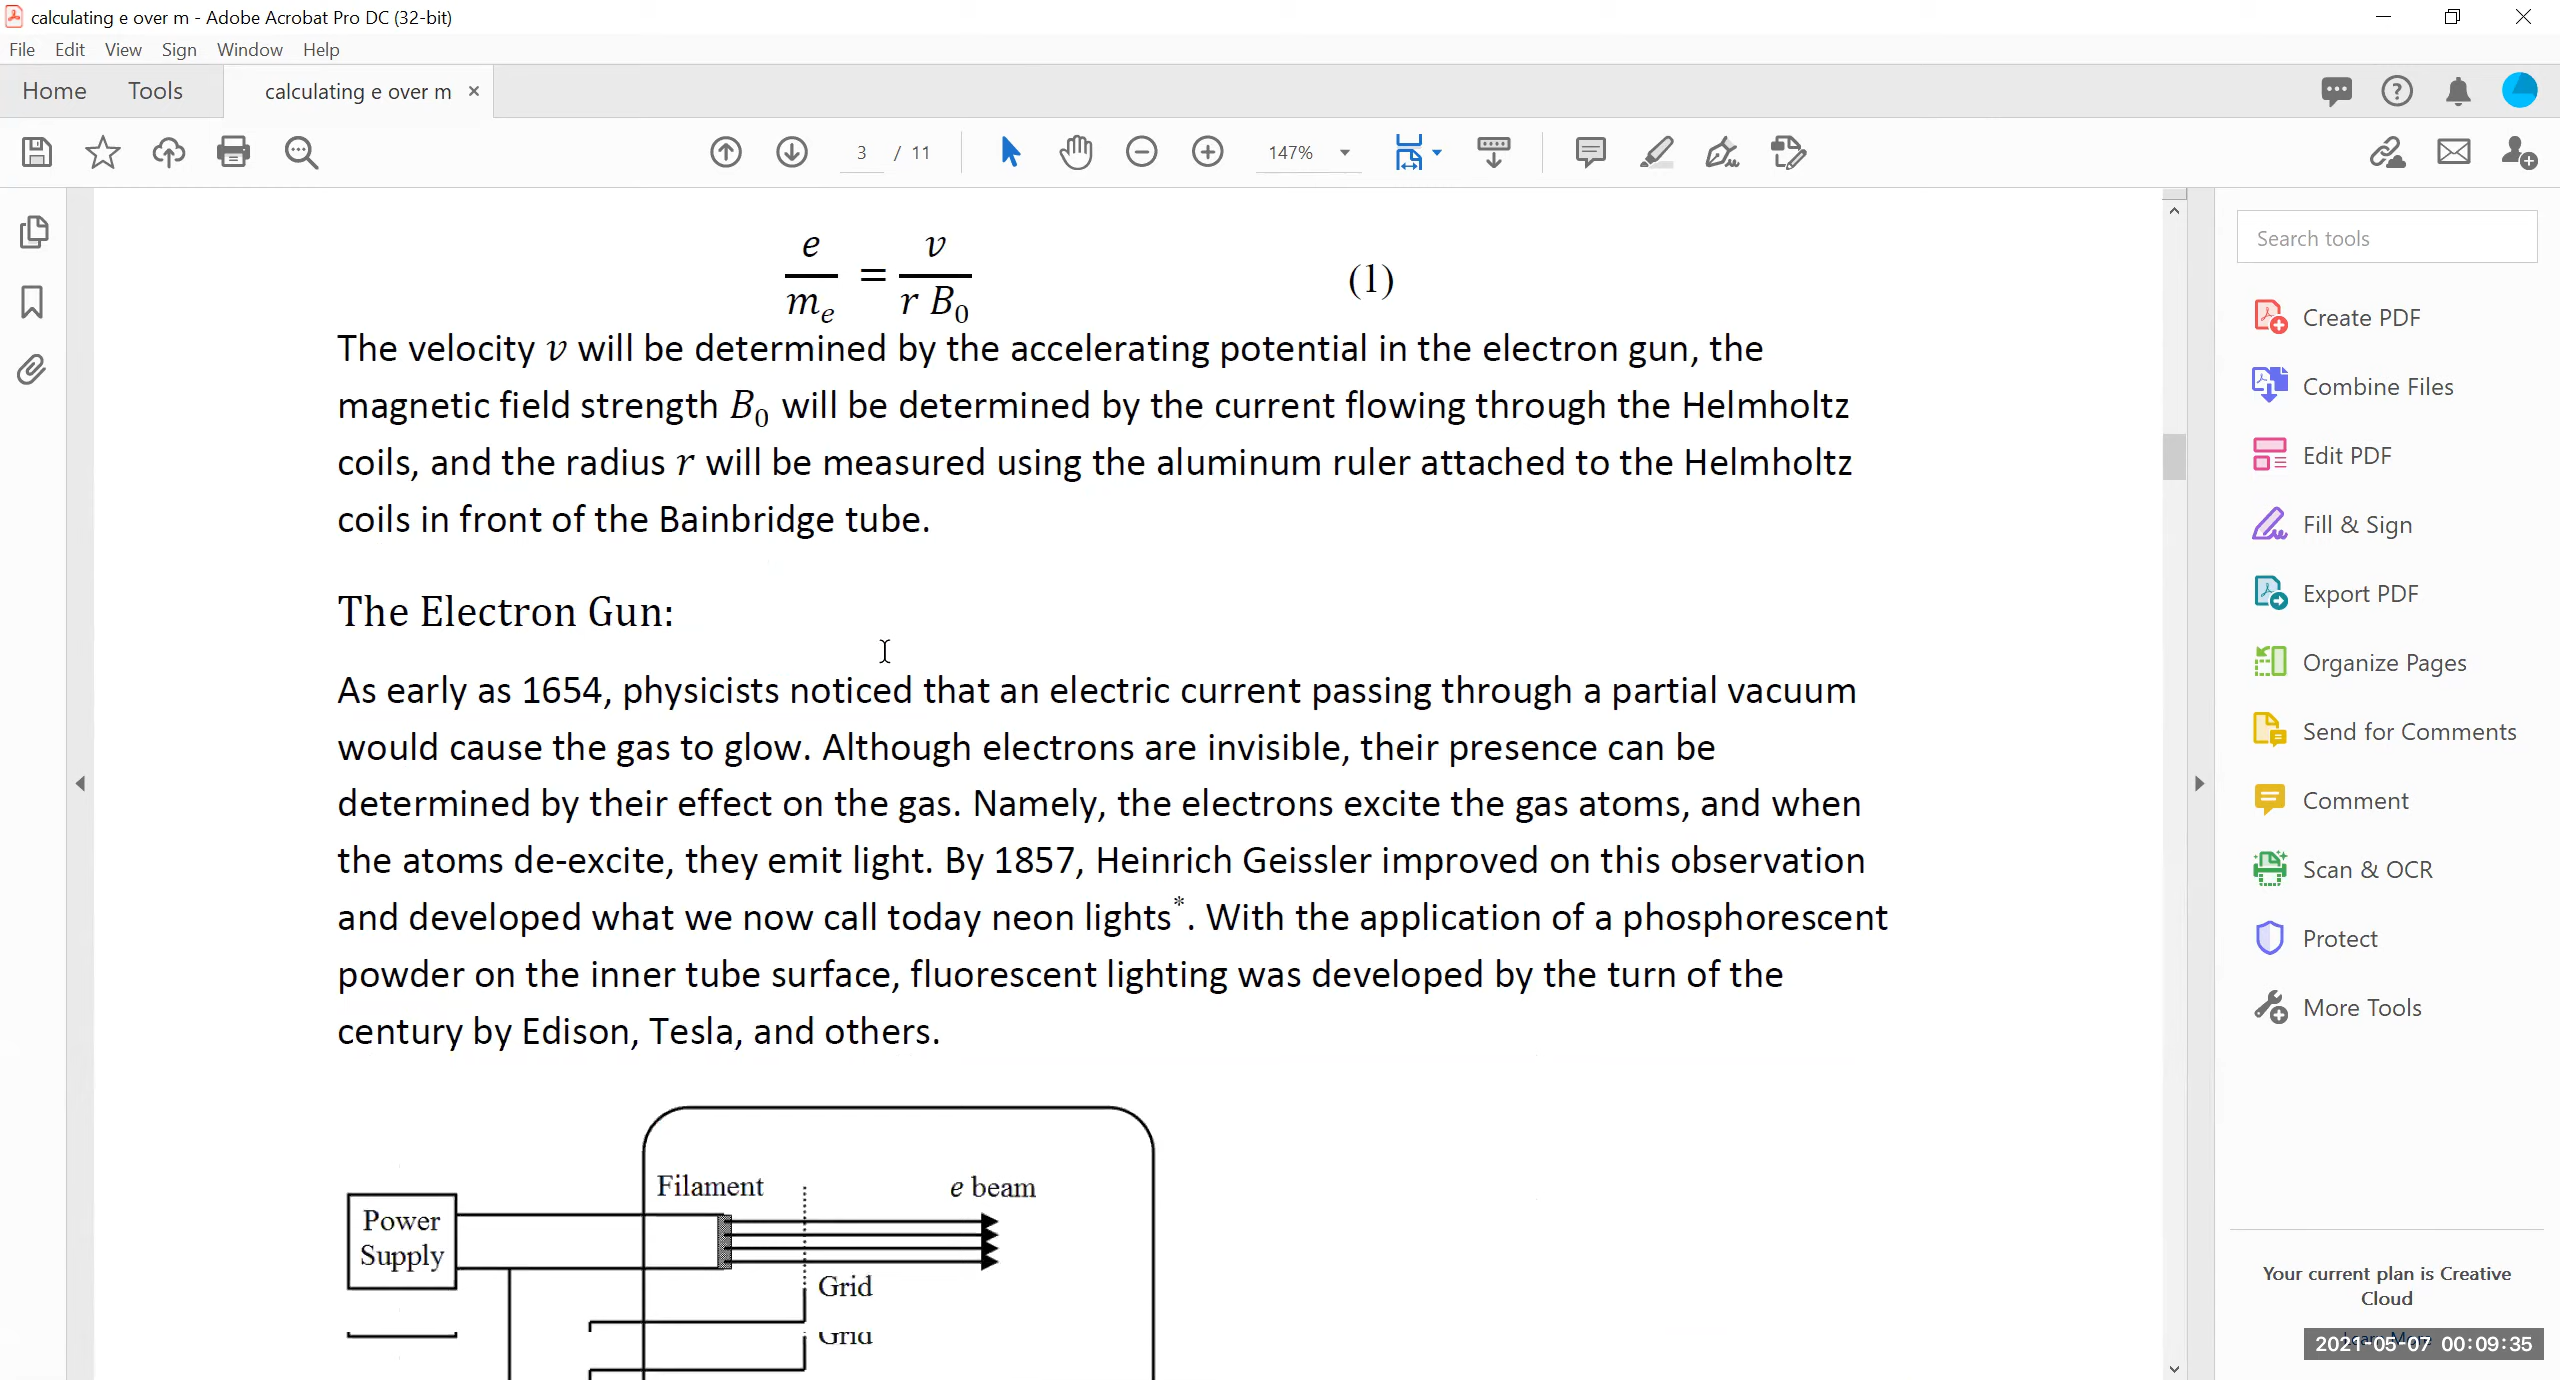 calculating e over m - Adobe Acrobat Pro DC (32-bit)
File Edit View Sign Window Help
Home Tools calculating e over m ×
3 / 11 147%
Search tools
e/mₑ = v/(r B₀) (1)
The velocity v will be determined by the accelerating potential in the electron gun, the
magnetic field strength B₀ will be determined by the current flowing through the Helmholtz
coils, and the radius r will be measured using the aluminum ruler attached to the Helmholtz
coils in front of the Bainbridge tube.
The Electron Gun:
As early as 1654, physicists noticed that an electric current passing through a partial vacuum
would cause the gas to glow. Although electrons are invisible, their presence can be
determined by their effect on the gas. Namely, the electrons excite the gas atoms, and when
the atoms de-excite, they emit light. By 1857, Heinrich Geissler improved on this observation
and developed what we now call today neon lights*. With the application of a phosphorescent
powder on the inner tube surface, fluorescent lighting was developed by the turn of the
century by Edison, Tesla, and others.
Filament
e beam
Power
Supply
Grid
Grid
Create PDF
Combine Files
Edit PDF
Fill & Sign
Export PDF
Organize Pages
Send for Comments
Comment
Scan & OCR
Protect
More Tools
Your current plan is Creative
Cloud
2021-05-07 00:09:35